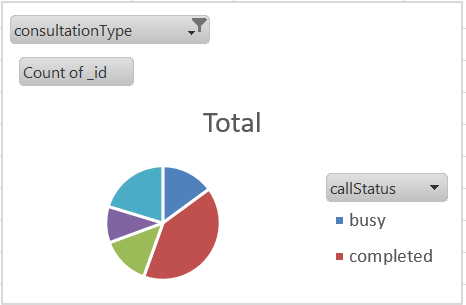 consultationType
Count of _id
Total
callStatus
busy
completed